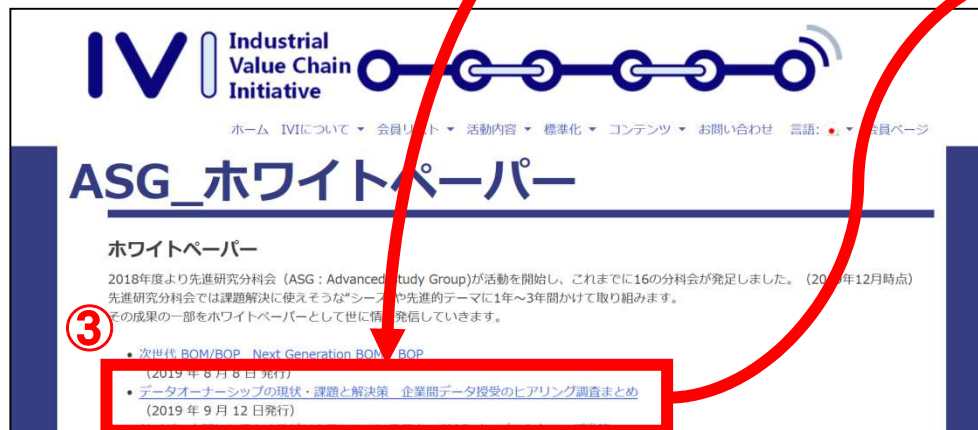 IVI Industrial
Value Chain
Initiative
ホーム IVIについて ▾ 会員リスト ▾ 活動内容 ▾ 標準化 ▾ コンテンツ ▾ お問い合わせ 言語: ▾ 会員ページ
ASG_ホワイトペーパー
ホワイトペーパー
2018年度より先進研究分科会(ASG:Advanced Study Group)が活動を開始し、これまでに16の分科会が発足しました。(20 年12月時点)
先進研究分科会では課題解決に使えそうな"シーズ"や先進的テーマに1年~3年間かけて取り組みます。
その成果の一部をホワイトペーパーとして世に情 発信していきます。
③
• 次世代 BOM/BOP Next Generation BOM BOP
(2019 年 8 月 8 日 発行)
• データオーナーシップの現状・課題と解決策 企業間データ授受のヒアリング調査まとめ
(2019 年 9 月 12 日発行)